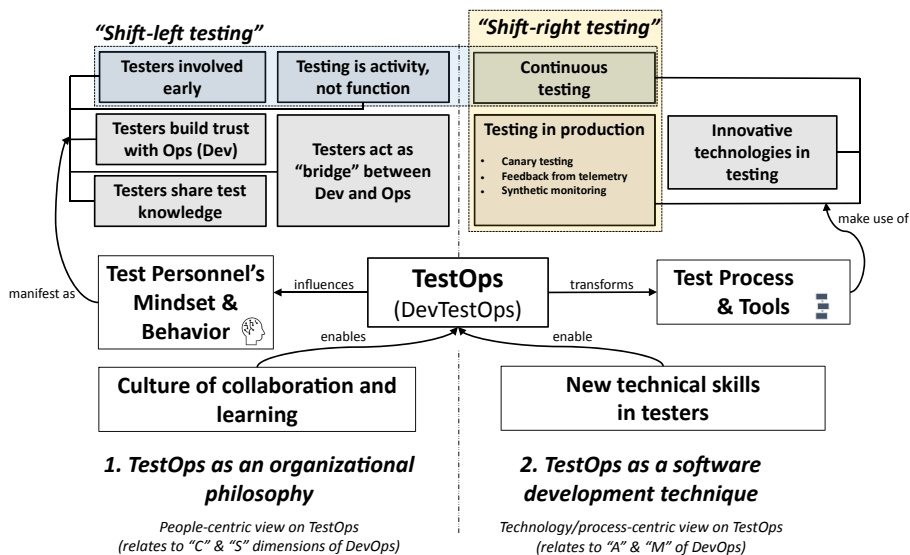 “Shift-left testing”
“Shift-right testing”
Testers involved
early
Testing is activity,
not function
Continuous
testing
Testers build trust
with Ops (Dev)
Testers act as
“bridge” between
Dev and Ops
Testing in production
• Canary testing
• Feedback from telemetry
• Synthetic monitoring
Innovative
technologies in
testing
Testers share test
knowledge
make use of
manifest as
Test Personnel’s
Mindset &
Behavior
influences
TestOps
(DevTestOps)
transforms
Test Process
& Tools
enables
enable
Culture of collaboration and
learning
New technical skills
in testers
1. TestOps as an organizational
philosophy
2. TestOps as a software
development technique
People-centric view on TestOps
(relates to “C” & “S” dimensions of DevOps)
Technology/process-centric view on TestOps
(relates to “A” & “M” of DevOps)